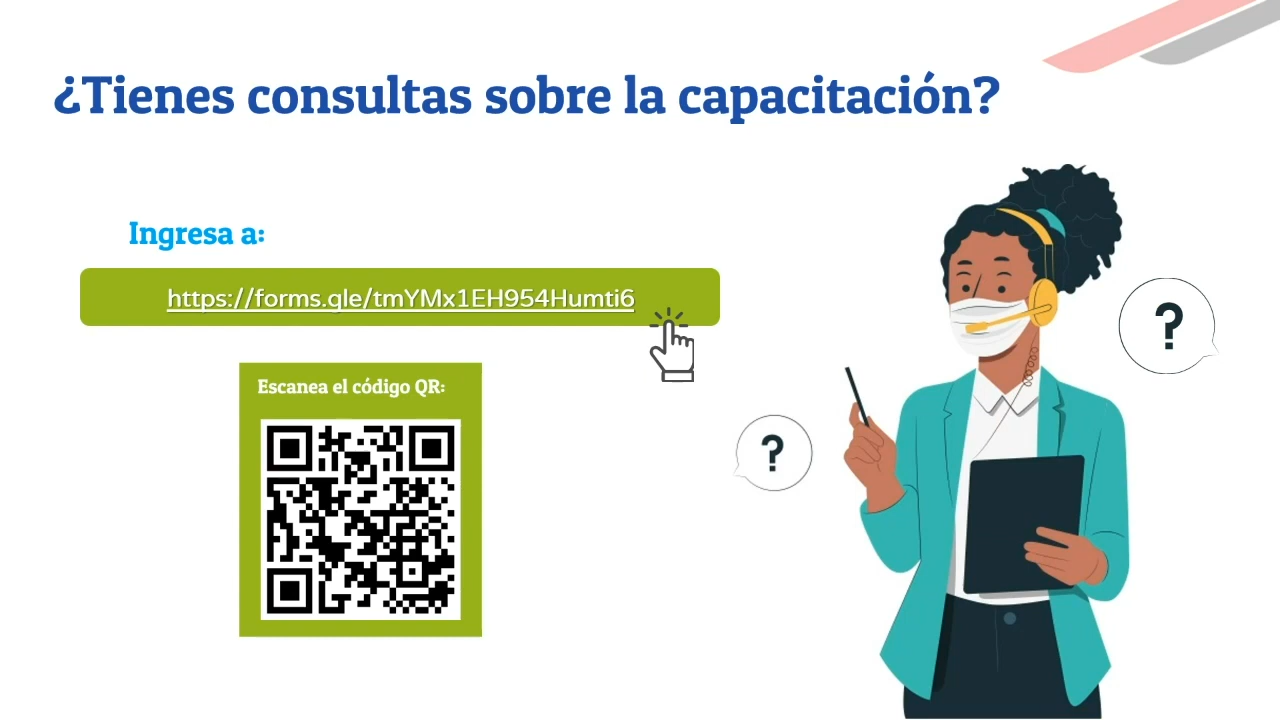 ¿Tienes consultas sobre la capacitación?
Ingresa a:
https://forms.gle/tmYMx1EH954Humti6
Escanea el código QR:
?
?